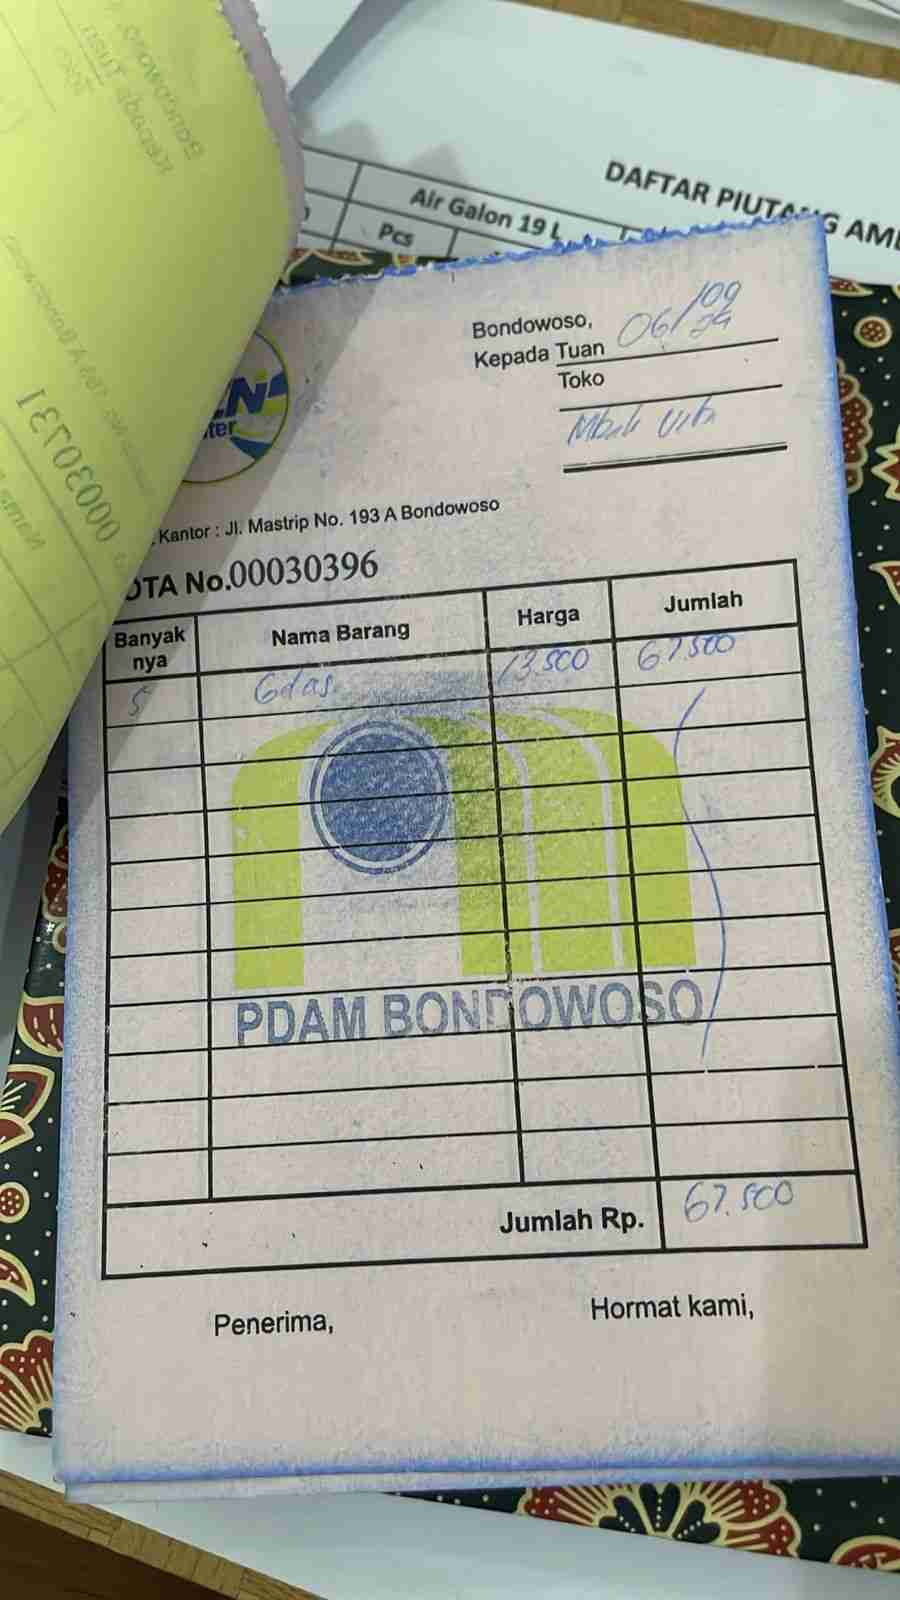 DAFTAR PIUTANG AM
Air Galon 19 L
Pcs
Bondowoso, 06/09
24
Kepada Tuan
Toko
Mbak Vita
ter
Kantor : Jl. Mastrip No. 193 A Bondowoso
OTA No.00030396
00030731
Banyak nya Nama Barang Harga Jumlah
5 Gelas 13.500 67.500
PDAM BONDOWOSO
Jumlah Rp. 67.500
Penerima, Hormat kami,